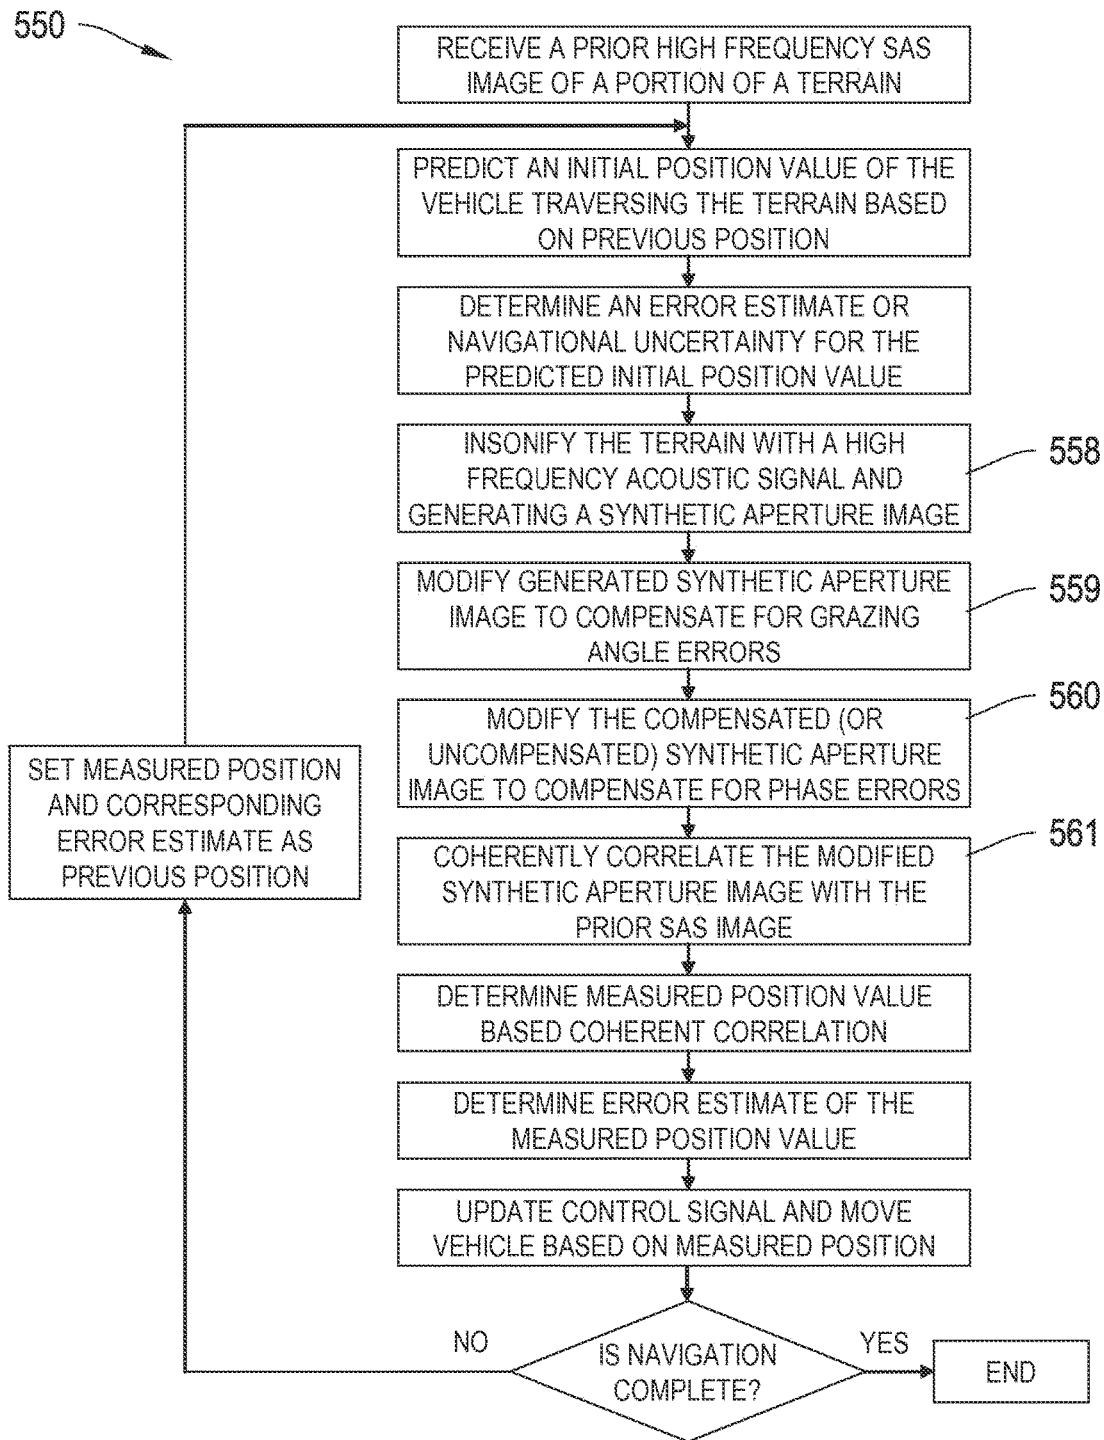 550
RECEIVE A PRIOR HIGH FREQUENCY SAS
IMAGE OF A PORTION OF A TERRAIN
PREDICT AN INITIAL POSITION VALUE OF THE
VEHICLE TRAVERSING THE TERRAIN BASED
ON PREVIOUS POSITION
DETERMINE AN ERROR ESTIMATE OR
NAVIGATIONAL UNCERTAINTY FOR THE
PREDICTED INITIAL POSITION VALUE
INSONIFY THE TERRAIN WITH A HIGH
FREQUENCY ACOUSTIC SIGNAL AND
GENERATING A SYNTHETIC APERTURE IMAGE
558
MODIFY GENERATED SYNTHETIC APERTURE
IMAGE TO COMPENSATE FOR GRAZING
ANGLE ERRORS
559
MODIFY THE COMPENSATED (OR
UNCOMPENSATED) SYNTHETIC APERTURE
IMAGE TO COMPENSATE FOR PHASE ERRORS
560
COHERENTLY CORRELATE THE MODIFIED
SYNTHETIC APERTURE IMAGE WITH THE
PRIOR SAS IMAGE
561
DETERMINE MEASURED POSITION VALUE
BASED COHERENT CORRELATION
DETERMINE ERROR ESTIMATE OF THE
MEASURED POSITION VALUE
UPDATE CONTROL SIGNAL AND MOVE
VEHICLE BASED ON MEASURED POSITION
IS NAVIGATION
COMPLETE?
NO
YES
END
SET MEASURED POSITION
AND CORRESPONDING
ERROR ESTIMATE AS
PREVIOUS POSITION